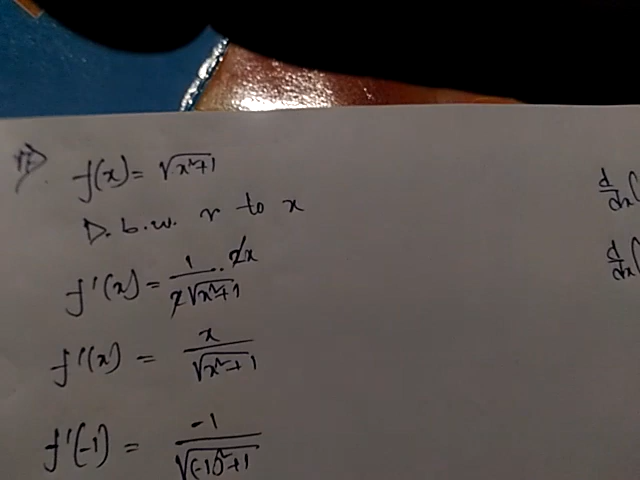 f(x) = √x²+1
D. b. w. r to x
f'(x) = 1/2√x²+1 . 2x
f'(x) = x/√x²+1
f'(-1) = -1/√(-1)²+1
d/dx(
d/dx(